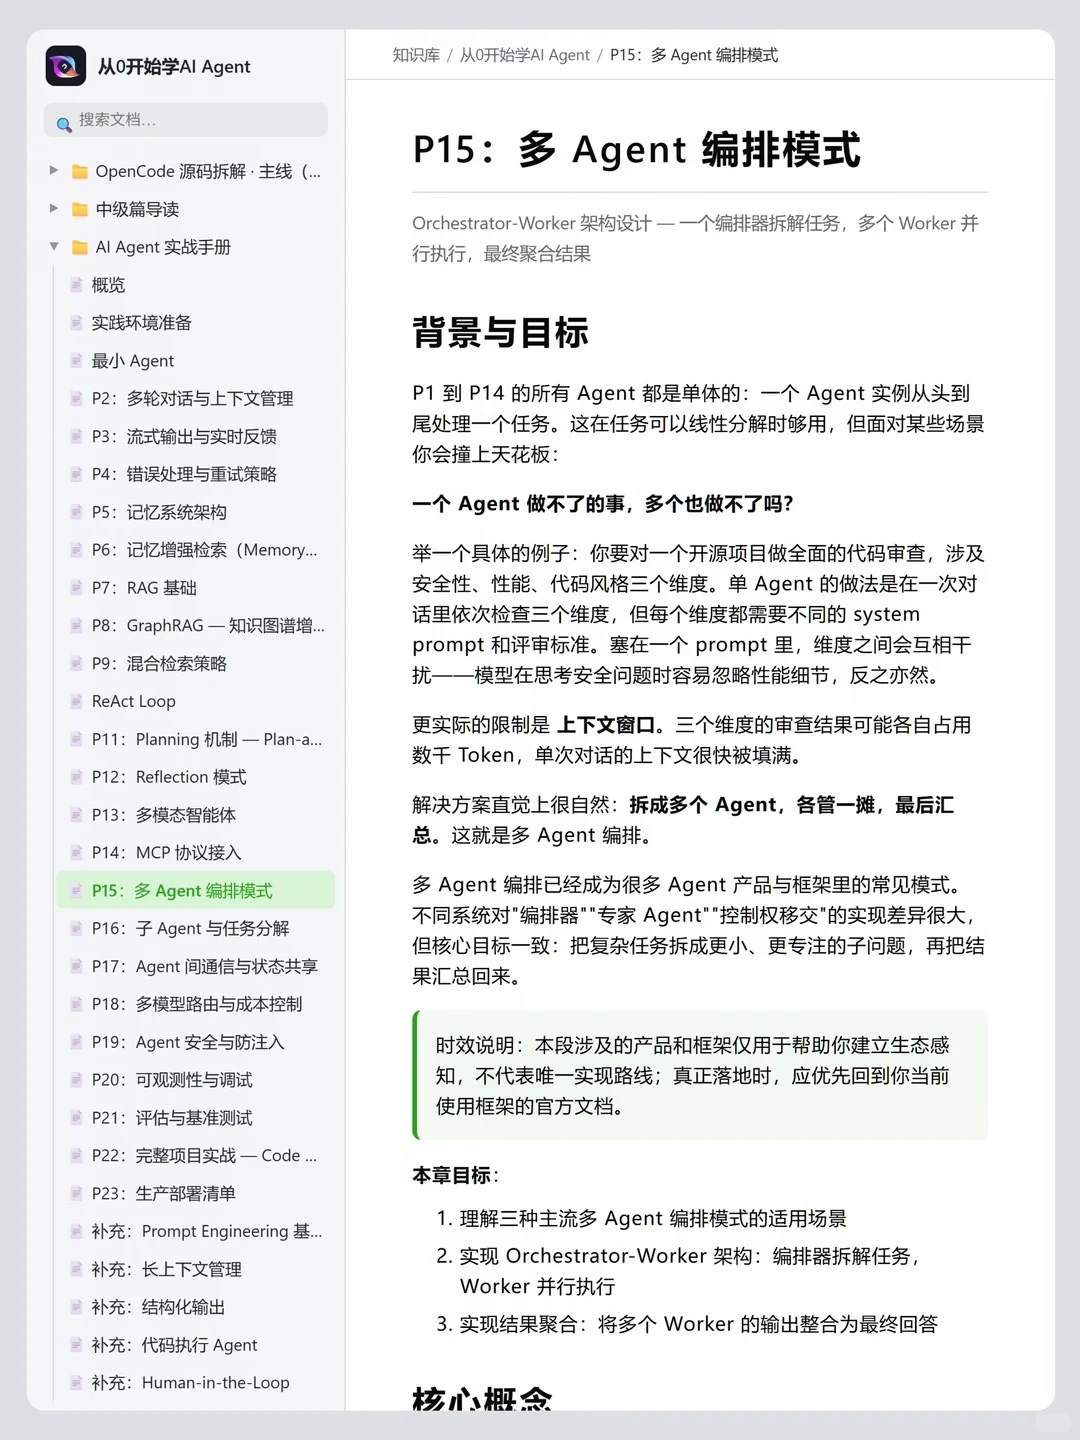 从0开始学AI Agent
搜索文档...
OpenCode 源码拆解 · 主线（...
中级篇导读
AI Agent 实战手册
概览
实践环境准备
最小 Agent
P2：多轮对话与上下文管理
P3：流式输出与实时反馈
P4：错误处理与重试策略
P5：记忆系统架构
P6：记忆增强检索（Memory...
P7：RAG 基础
P8：GraphRAG — 知识图谱增...
P9：混合检索策略
ReAct Loop
P11：Planning 机制 — Plan-a...
P12：Reflection 模式
P13：多模态智能体
P14：MCP 协议接入
P15：多 Agent 编排模式
P16：子 Agent 与任务分解
P17：Agent 间通信与状态共享
P18：多模型路由与成本控制
P19：Agent 安全与防注入
P20：可观测性与调试
P21：评估与基准测试
P22：完整项目实战 — Code ...
P23：生产部署清单
补充：Prompt Engineering 基...
补充：长上下文管理
补充：结构化输出
补充：代码执行 Agent
补充：Human-in-the-Loop
知识库 / 从0开始学AI Agent / P15：多 Agent 编排模式
P15：多 Agent 编排模式
Orchestrator-Worker 架构设计 — 一个编排器拆解任务，多个 Worker 并
行执行，最终聚合结果
背景与目标
P1 到 P14 的所有 Agent 都是单体的：一个 Agent 实例从头到
尾处理一个任务。这在任务可以线性分解时够用，但面对某些场景
你会撞上天花板：
一个 Agent 做不了的事，多个也做不了吗？
举一个具体的例子：你要对一个开源项目做全面的代码审查，涉及
安全性、性能、代码风格三个维度。单 Agent 的做法是在一次对
话里依次检查三个维度，但每个维度都需要不同的 system
prompt 和评审标准。塞在一个 prompt 里，维度之间会互相干
扰——模型在思考安全问题时容易忽略性能细节，反之亦然。
更实际的限制是 上下文窗口。三个维度的审查结果可能各自占用
数千 Token，单次对话的上下文很快被填满。
解决方案直觉上很自然：拆成多个 Agent，各管一摊，最后汇
总。这就是多 Agent 编排。
多 Agent 编排已经成为很多 Agent 产品与框架里的常见模式。
不同系统对"编排器""专家 Agent""控制权移交"的实现差异很大，
但核心目标一致：把复杂任务拆成更小、更专注的子问题，再把结
果汇总回来。
时效说明：本段涉及的产品和框架仅用于帮助你建立生态感
知，不代表唯一实现路线；真正落地时，应优先回到你当前
使用框架的官方文档。
本章目标：
1. 理解三种主流多 Agent 编排模式的适用场景
2. 实现 Orchestrator-Worker 架构：编排器拆解任务，
Worker 并行执行
3. 实现结果聚合：将多个 Worker 的输出整合为最终回答
核心概念